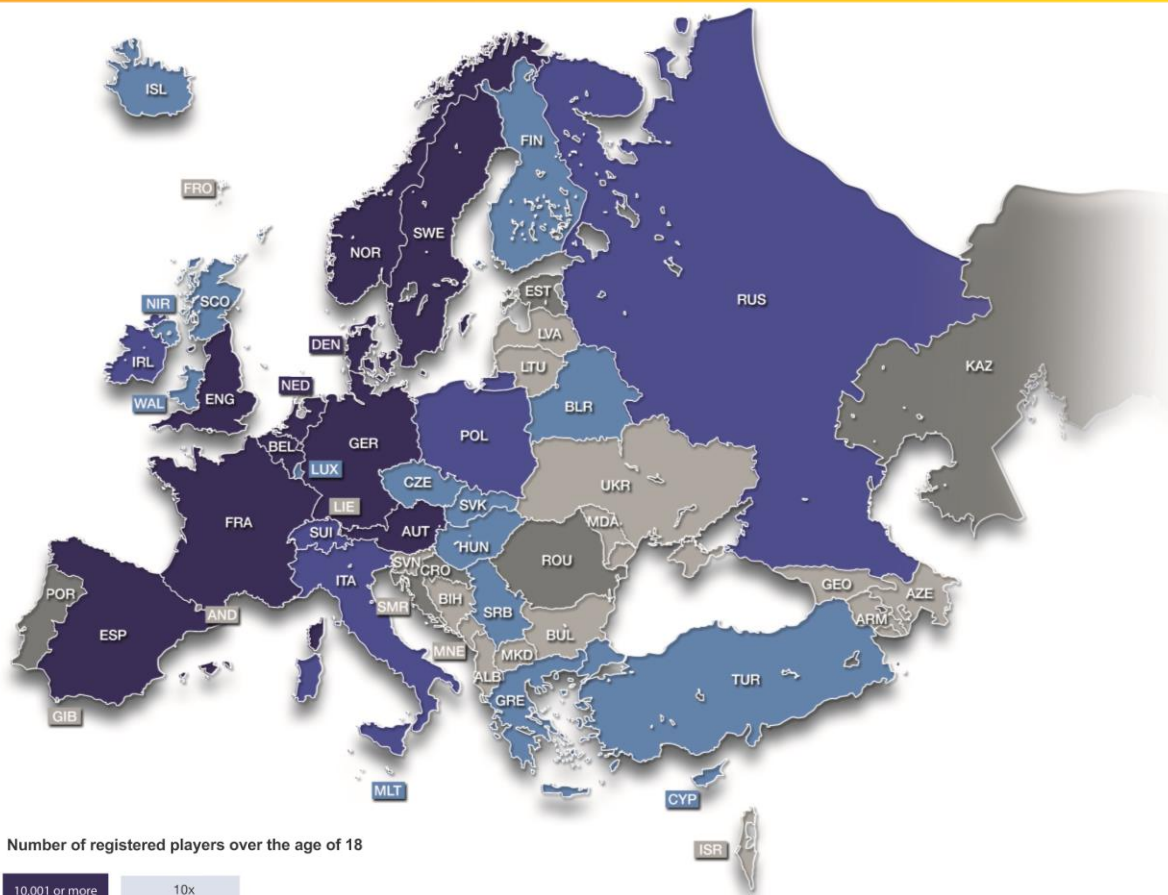 ISL
FIN
FRO
SWE
NOR
RUS
NIR
SCO
EST
LVA
DEN
IRL
LTU
KAZ
NED
WAL
ENG
BLR
GER
POL
BEL
LUX
CZE
UKR
LIE
SVK
FRA
MDA
SUI
AUT
HUN
ROU
SVN
CRO
ITA
GEO
POR
AZE
AND
SMR
BIH
SRB
ARM
ESP
BUL
MNE
MKD
ALB
TUR
GRE
GIB
MLT
CYP
Number of registered players over the age of 18
ISR
10,001 or more
10x